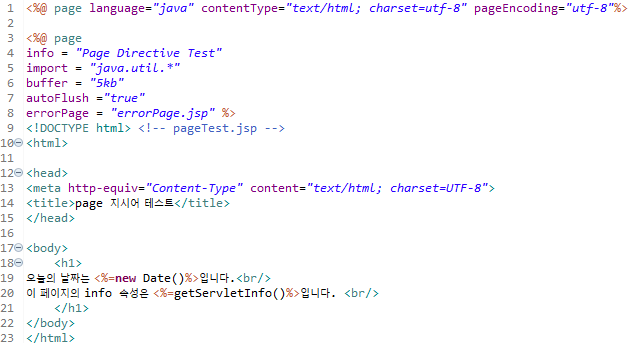 1 <%@ page language="java" contentType="text/html; charset=utf-8" pageEncoding="utf-8"%>
2
3 <%@ page
4 info = "Page Directive Test"
5 import = "java.util.*"
6 buffer = "5kb"
7 autoFlush ="true"
8 errorPage = "errorPage.jsp" %>
9 <!DOCTYPE html> <!-- pageTest.jsp -->
10 <html>
11
12 <head>
13 <meta http-equiv="Content-Type" content="text/html; charset=UTF-8">
14 <title>page 지시어 테스트</title>
15 </head>
16
17 <body>
18     <h1>
19 오늘의 날짜는 <%=new Date()%>입니다.<br/>
20 이 페이지의 info 속성은 <%=getServletInfo()%>입니다. <br/>
21     </h1>
22 </body>
23 </html>